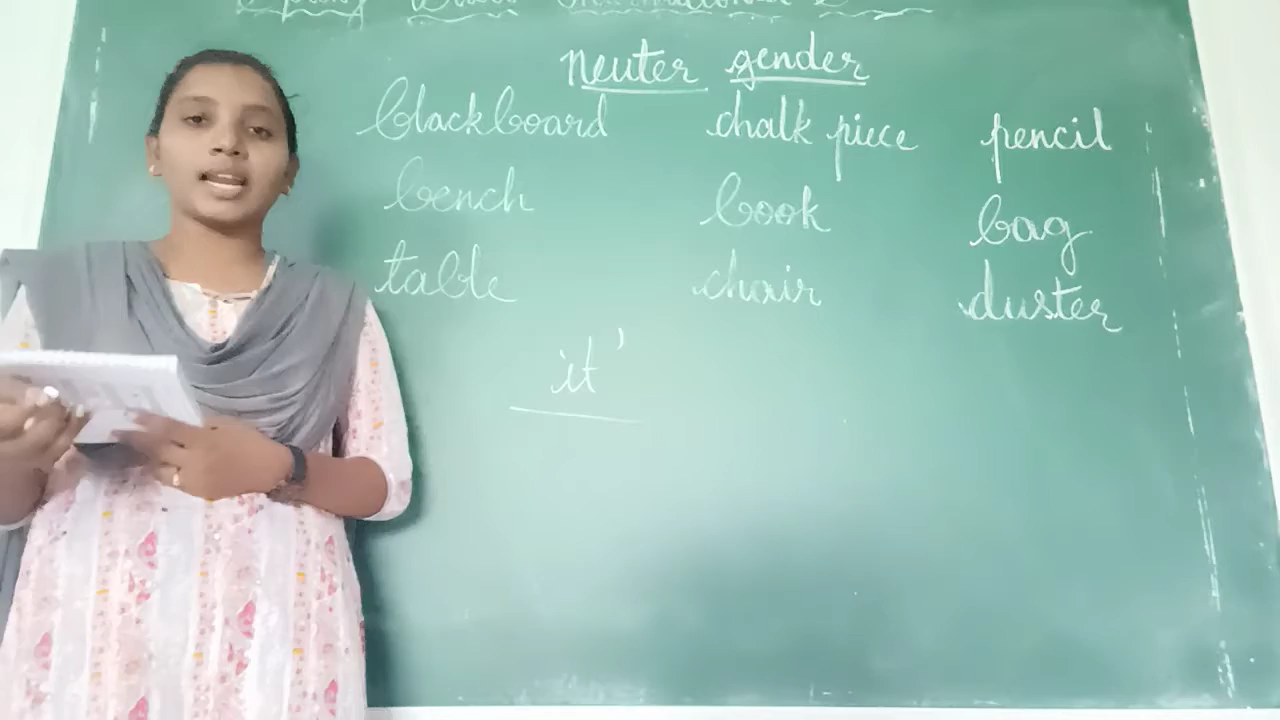 neuter gender
blackboard chalk piece pencil
bench book bag
table chair duster
it'